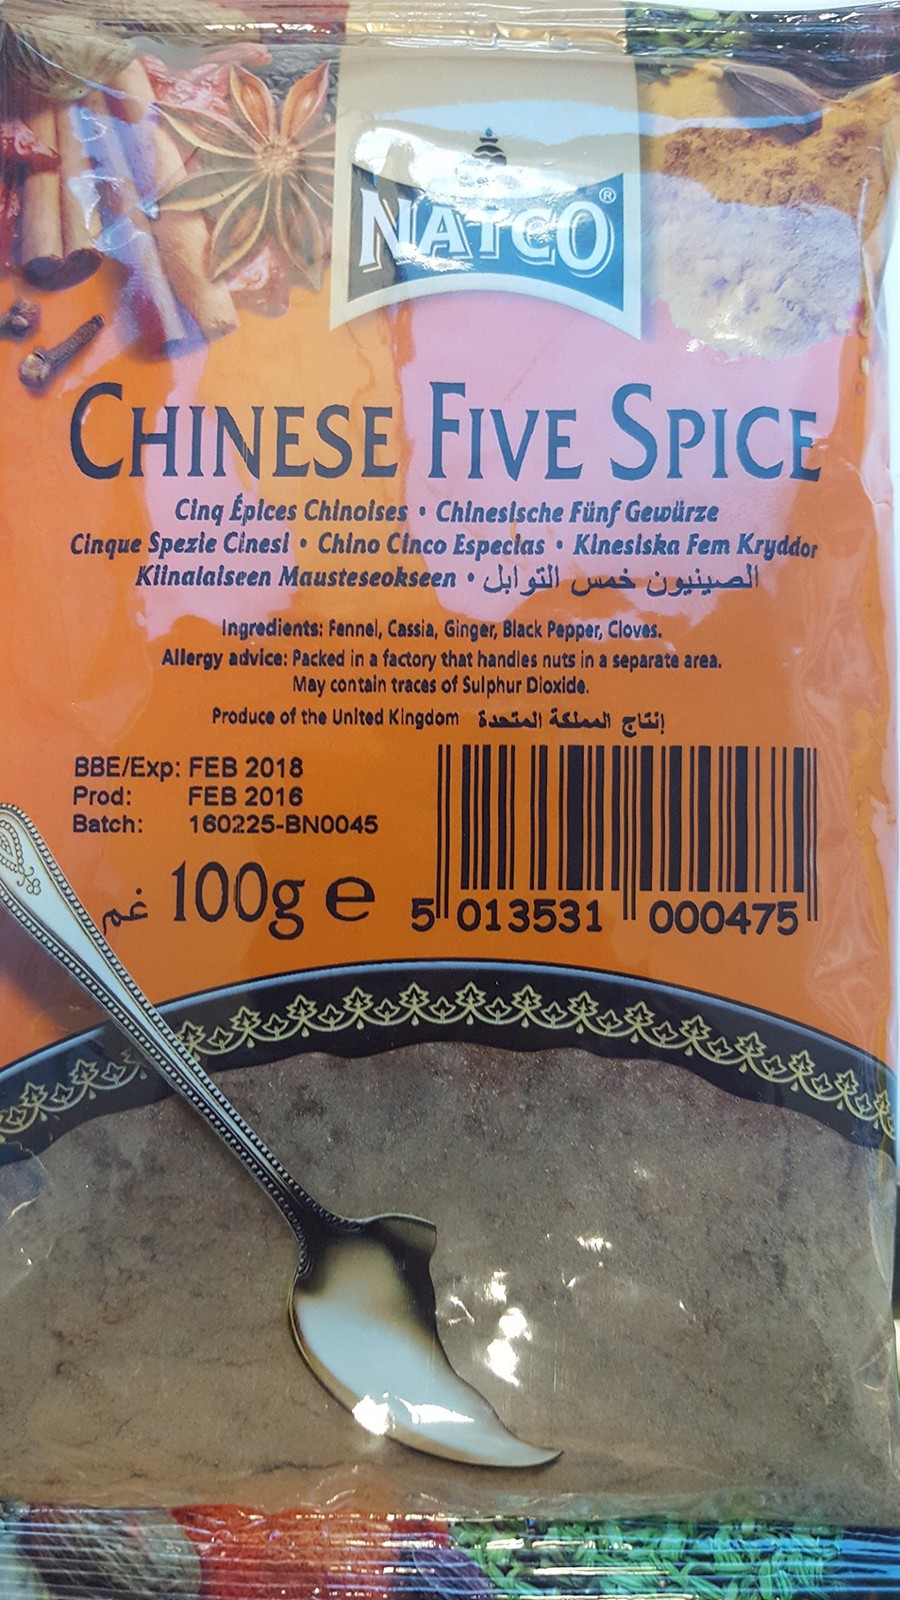 NATCO®
CHINESE FIVE SPICE
Cinq Épices Chinoises • Chinesische Fünf Gewürze
Cinque Spezie Cinesi • Chino Cinco Especias • Kinesiska Fem Kryddor
Kiinalaiseen Mausteseokseen • الصينيون خمس التوابل
Ingredients: Fennel, Cassia, Ginger, Black Pepper, Cloves.
Allergy advice: Packed in a factory that handles nuts in a separate area.
May contain traces of Sulphur Dioxide.
Produce of the United Kingdom إنتاج المملكة المتحدة
BBE/Exp: FEB 2018
Prod: FEB 2016
Batch: 160225-BN0045
غم 100g e
5 013531 000475